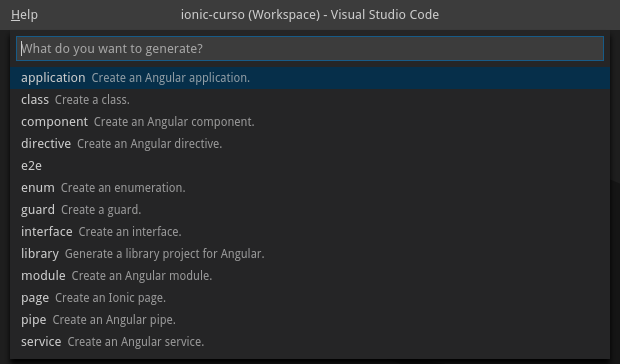 Help ionic-curso (Workspace) - Visual Studio Code
What do you want to generate?
application Create an Angular application.
class Create a class.
component Create an Angular component.
directive Create an Angular directive.
e2e
enum Create an enumeration.
guard Create a guard.
interface Create an interface.
library Generate a library project for Angular.
module Create an Angular module.
page Create an Ionic page.
pipe Create an Angular pipe.
service Create an Angular service.